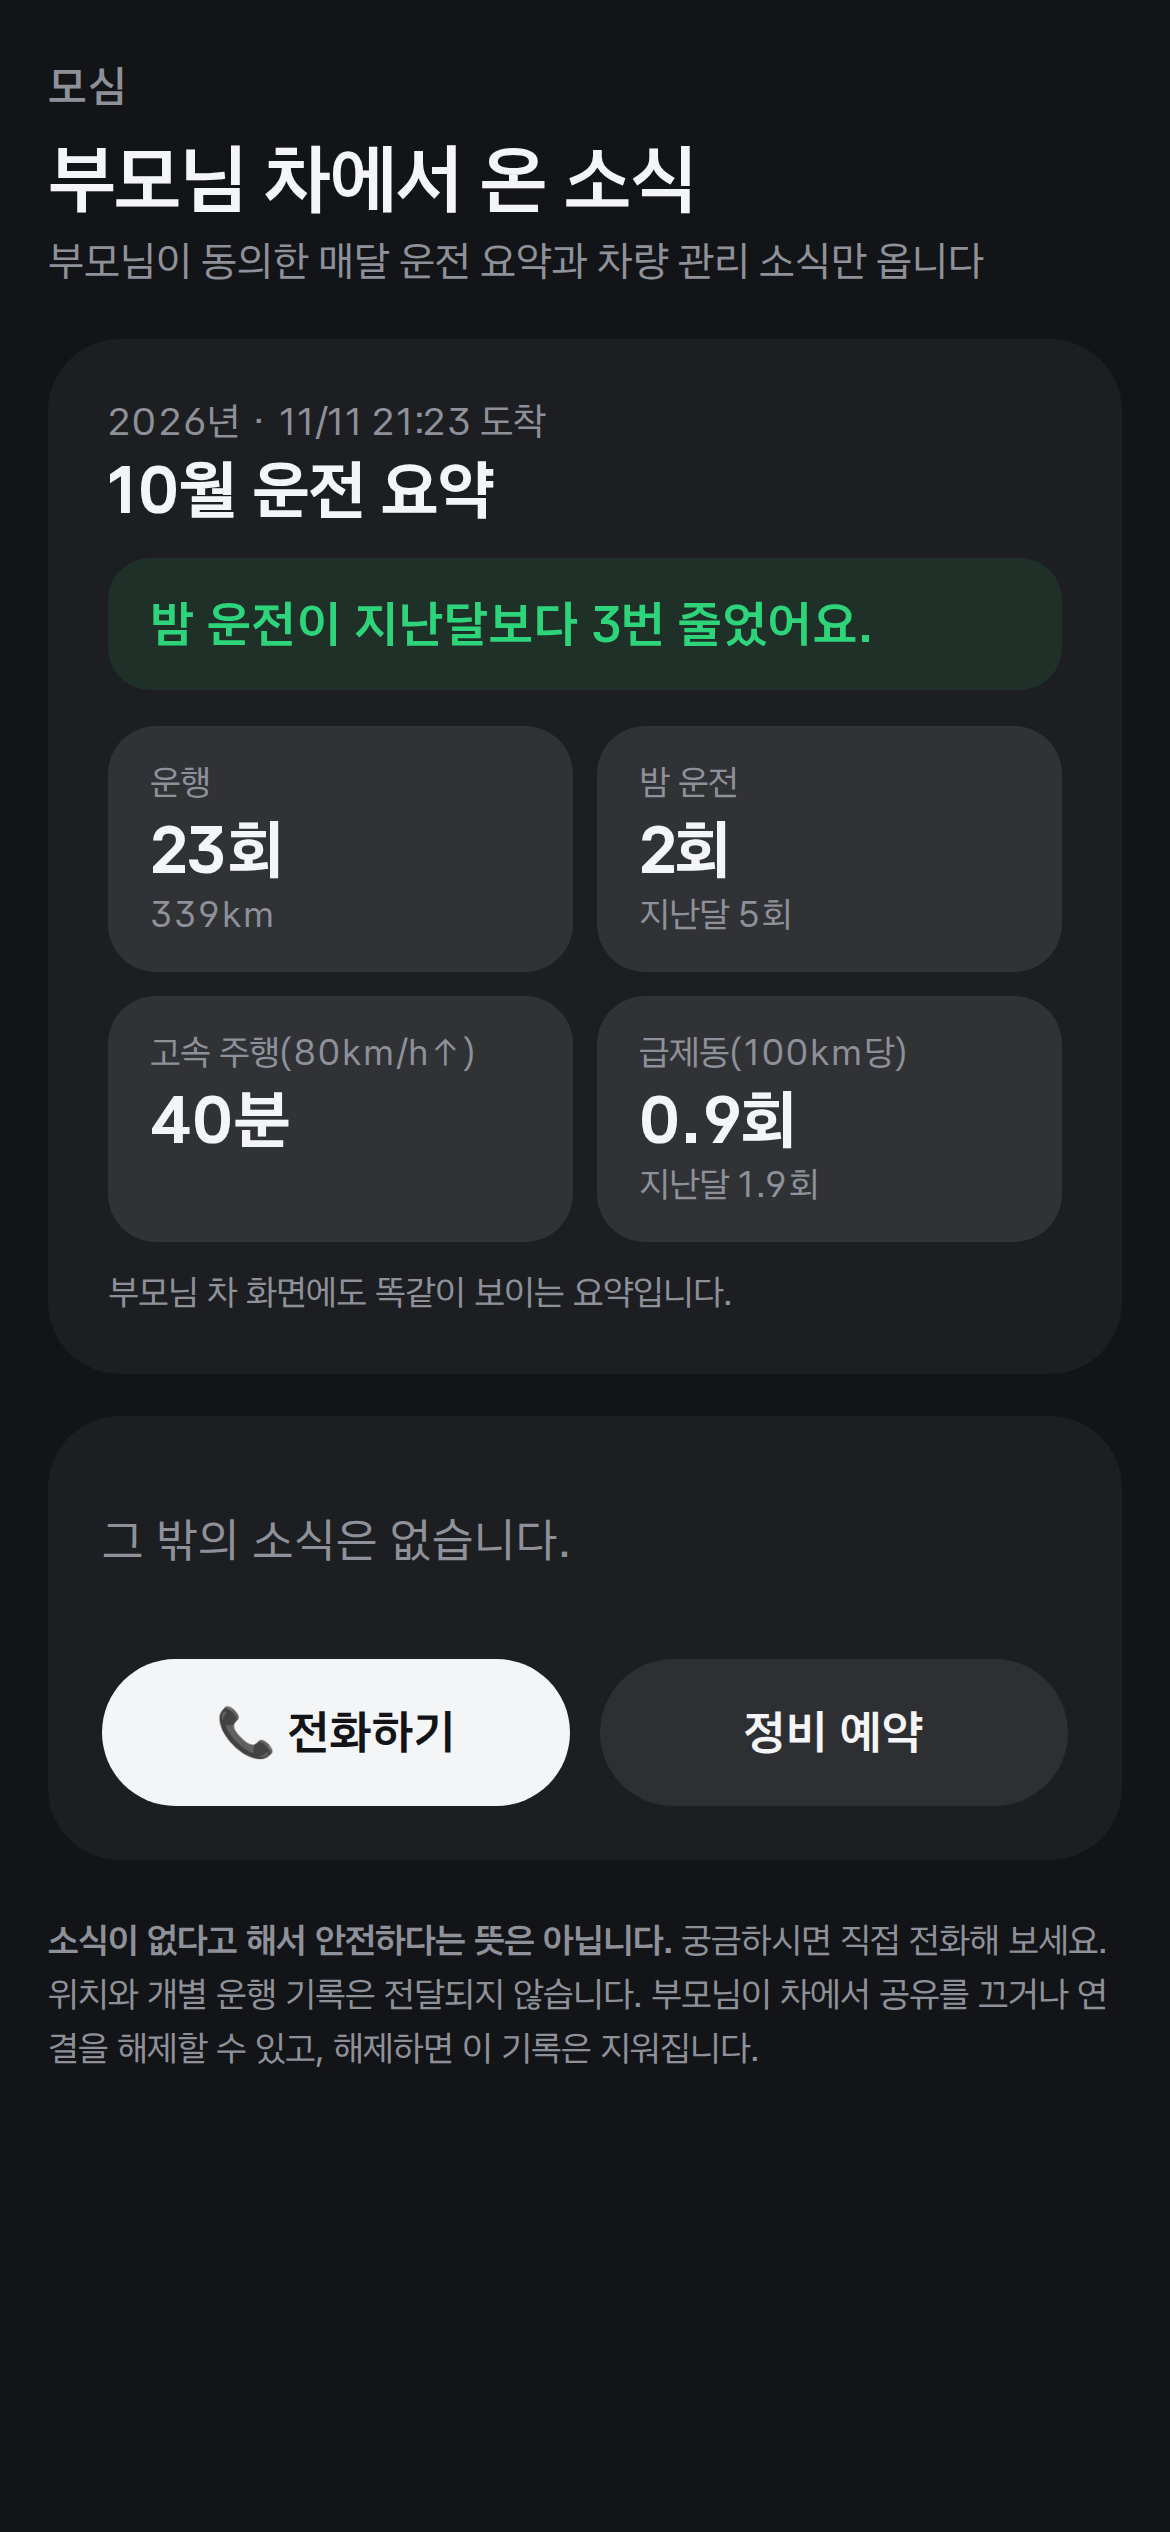 모심
부모님 차에서 온 소식
부모님이 동의한 매달 운전 요약과 차량 관리 소식만 옵니다
2026년 · 11/11 21:23 도착
10월 운전 요약
밤 운전이 지난달보다 3번 줄었어요.
운행
23회
339km
밤 운전
2회
지난달 5회
고속 주행(80km/h↑)
40분
급제동(100km당)
0.9회
지난달 1.9회
부모님 차 화면에도 똑같이 보이는 요약입니다.
그 밖의 소식은 없습니다.
📞 전화하기
정비 예약
소식이 없다고 해서 안전하다는 뜻은 아닙니다. 궁금하시면 직접 전화해 보세요.
위치와 개별 운행 기록은 전달되지 않습니다. 부모님이 차에서 공유를 끄거나 연
결을 해제할 수 있고, 해제하면 이 기록은 지워집니다.